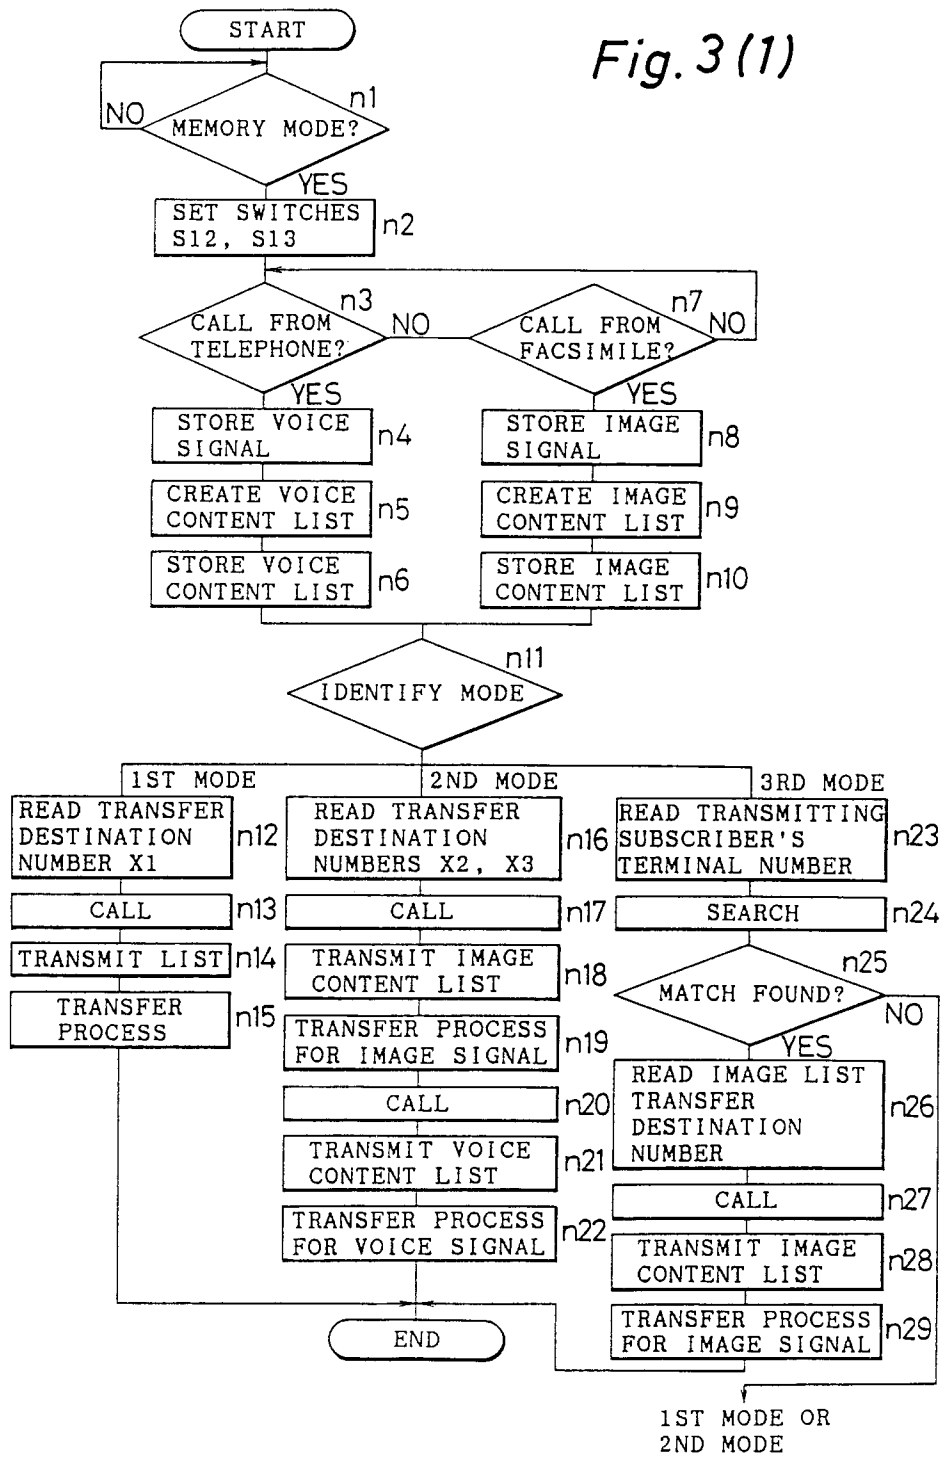 START
Fig. 3 (1)
n1
NO
MEMORY MODE?
YES
SET SWITCHES
S12, S13
n2
n3
CALL FROM
TELEPHONE?
NO
n7
CALL FROM
FACSIMILE?
NO
YES
YES
STORE VOICE
SIGNAL
n4
STORE IMAGE
SIGNAL
n8
CREATE VOICE
CONTENT LIST
n5
CREATE IMAGE
CONTENT LIST
n9
STORE VOICE
CONTENT LIST
n6
STORE IMAGE
CONTENT LIST
n10
n11
IDENTIFY MODE
1ST MODE
2ND MODE
3RD MODE
READ TRANSFER
DESTINATION
NUMBER X1
n12
CALL
n13
TRANSMIT LIST
n14
TRANSFER
PROCESS
n15
READ TRANSFER
DESTINATION
NUMBERS X2, X3
n16
CALL
n17
TRANSMIT IMAGE
CONTENT LIST
n18
TRANSFER PROCESS
FOR IMAGE SIGNAL
n19
CALL
n20
TRANSMIT VOICE
CONTENT LIST
n21
TRANSFER PROCESS
FOR VOICE SIGNAL
n22
READ TRANSMITTING
SUBSCRIBER'S
TERMINAL NUMBER
n23
SEARCH
n24
n25
MATCH FOUND?
NO
YES
READ IMAGE LIST
TRANSFER
DESTINATION
NUMBER
n26
CALL
n27
TRANSMIT IMAGE
CONTENT LIST
n28
TRANSFER PROCESS
FOR IMAGE SIGNAL
n29
END
1ST MODE OR
2ND MODE